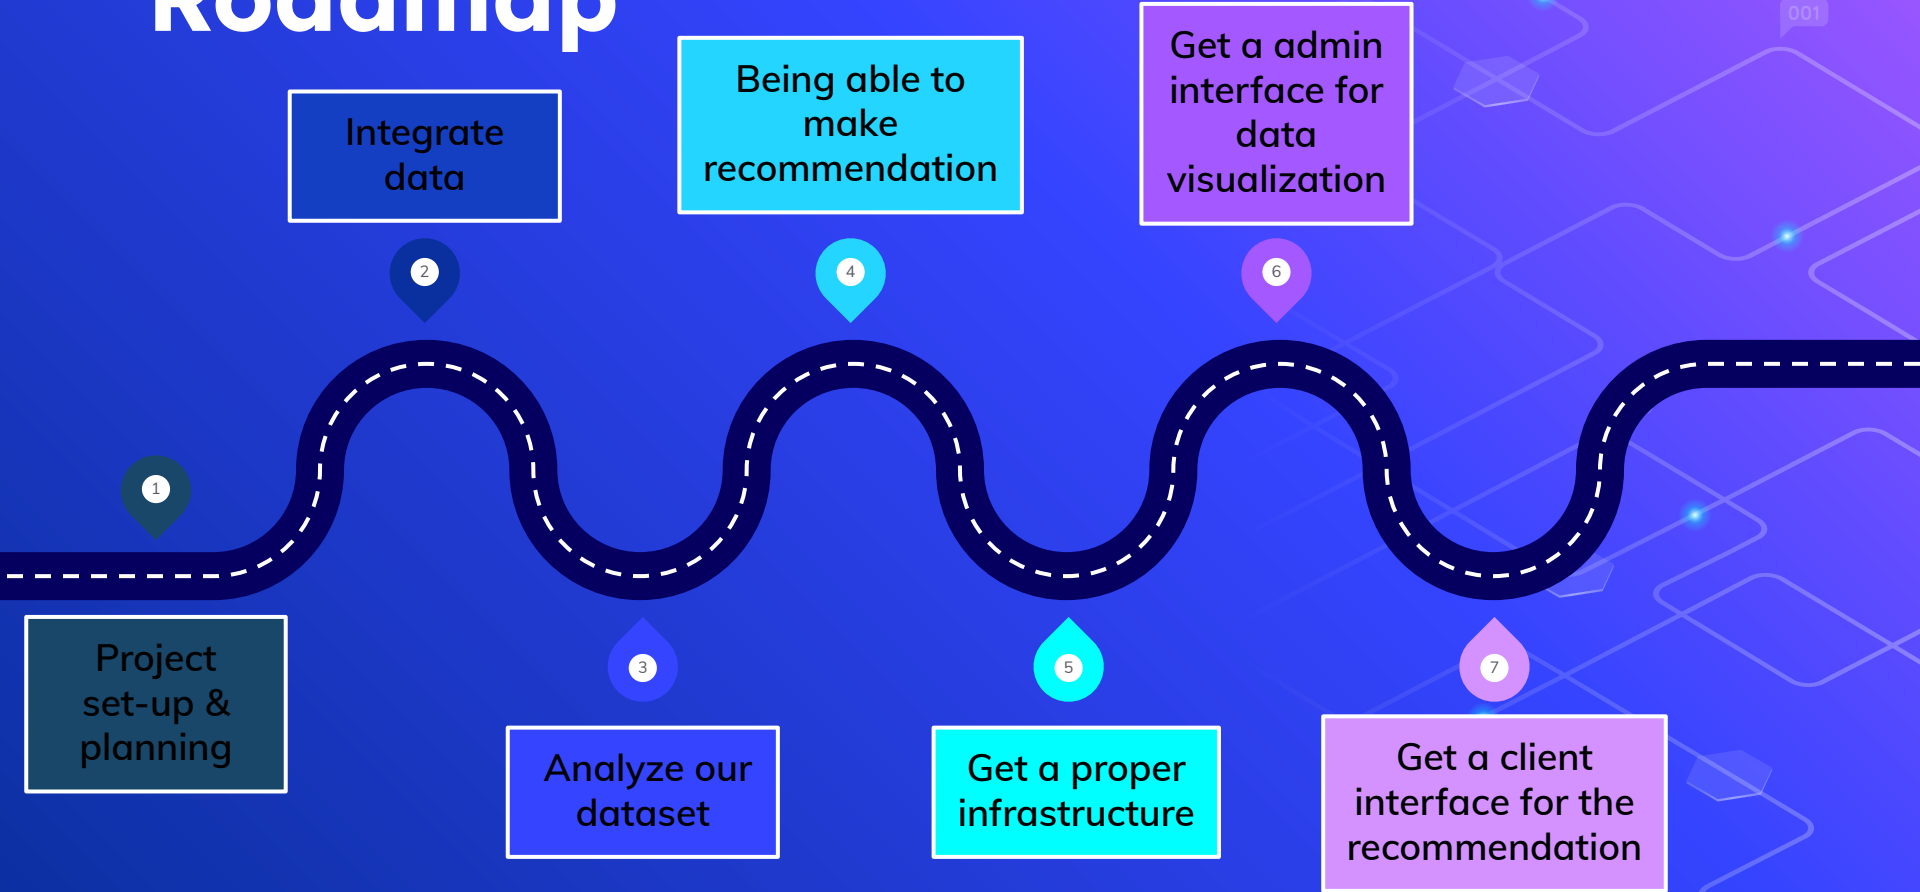 Roadmap
001
1
Project
set-up &
planning
2
Integrate
data
3
Analyze our
dataset
4
Being able to
make
recommendation
5
Get a proper
infrastructure
6
Get a admin
interface for
data
visualization
7
Get a client
interface for the
recommendation